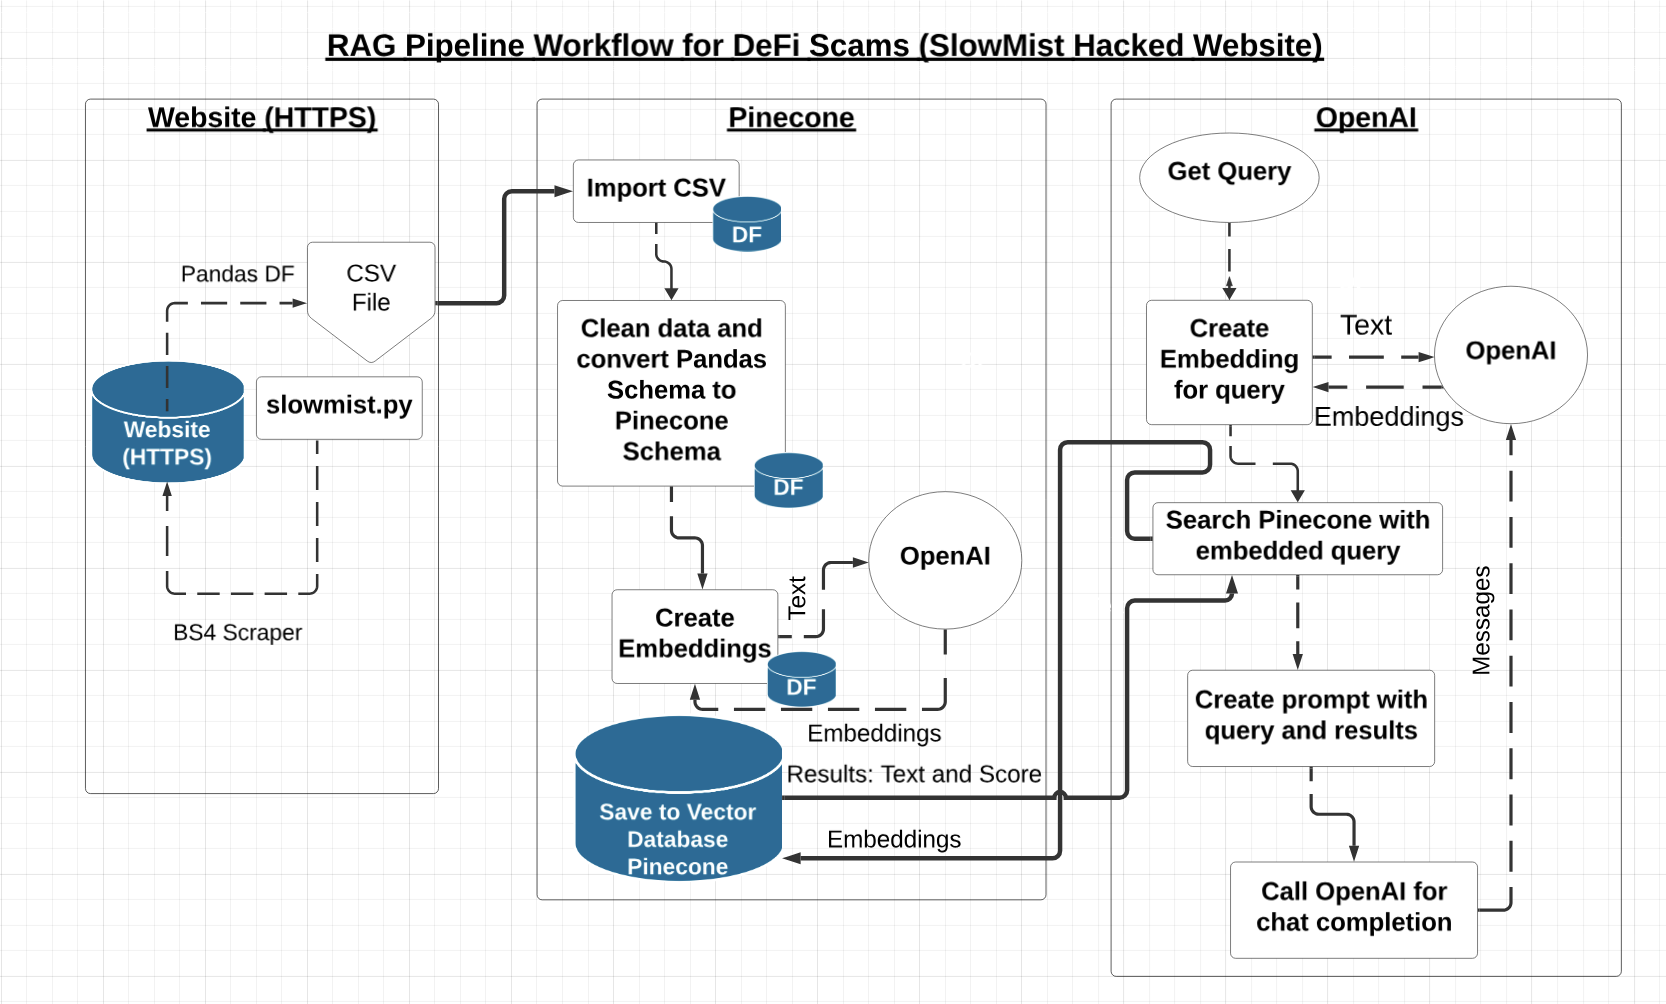 RAG Pipeline Workflow for DeFi Scams (SlowMist Hacked Website)
Website (HTTPS)
Pandas DF
CSV
File
slowmist.py
Website
(HTTPS)
BS4 Scraper
Pinecone
Import CSV
DF
Clean data and
convert Pandas
Schema to
Pinecone
Schema
DF
OpenAI
Text
Create
Embeddings
DF
Embeddings
Results: Text and Score
Save to Vector
Database
Pinecone
Embeddings
OpenAI
Get Query
Create
Embedding
for query
Text
OpenAI
Embeddings
Search Pinecone with
embedded query
Messages
Create prompt with
query and results
Call OpenAI for
chat completion